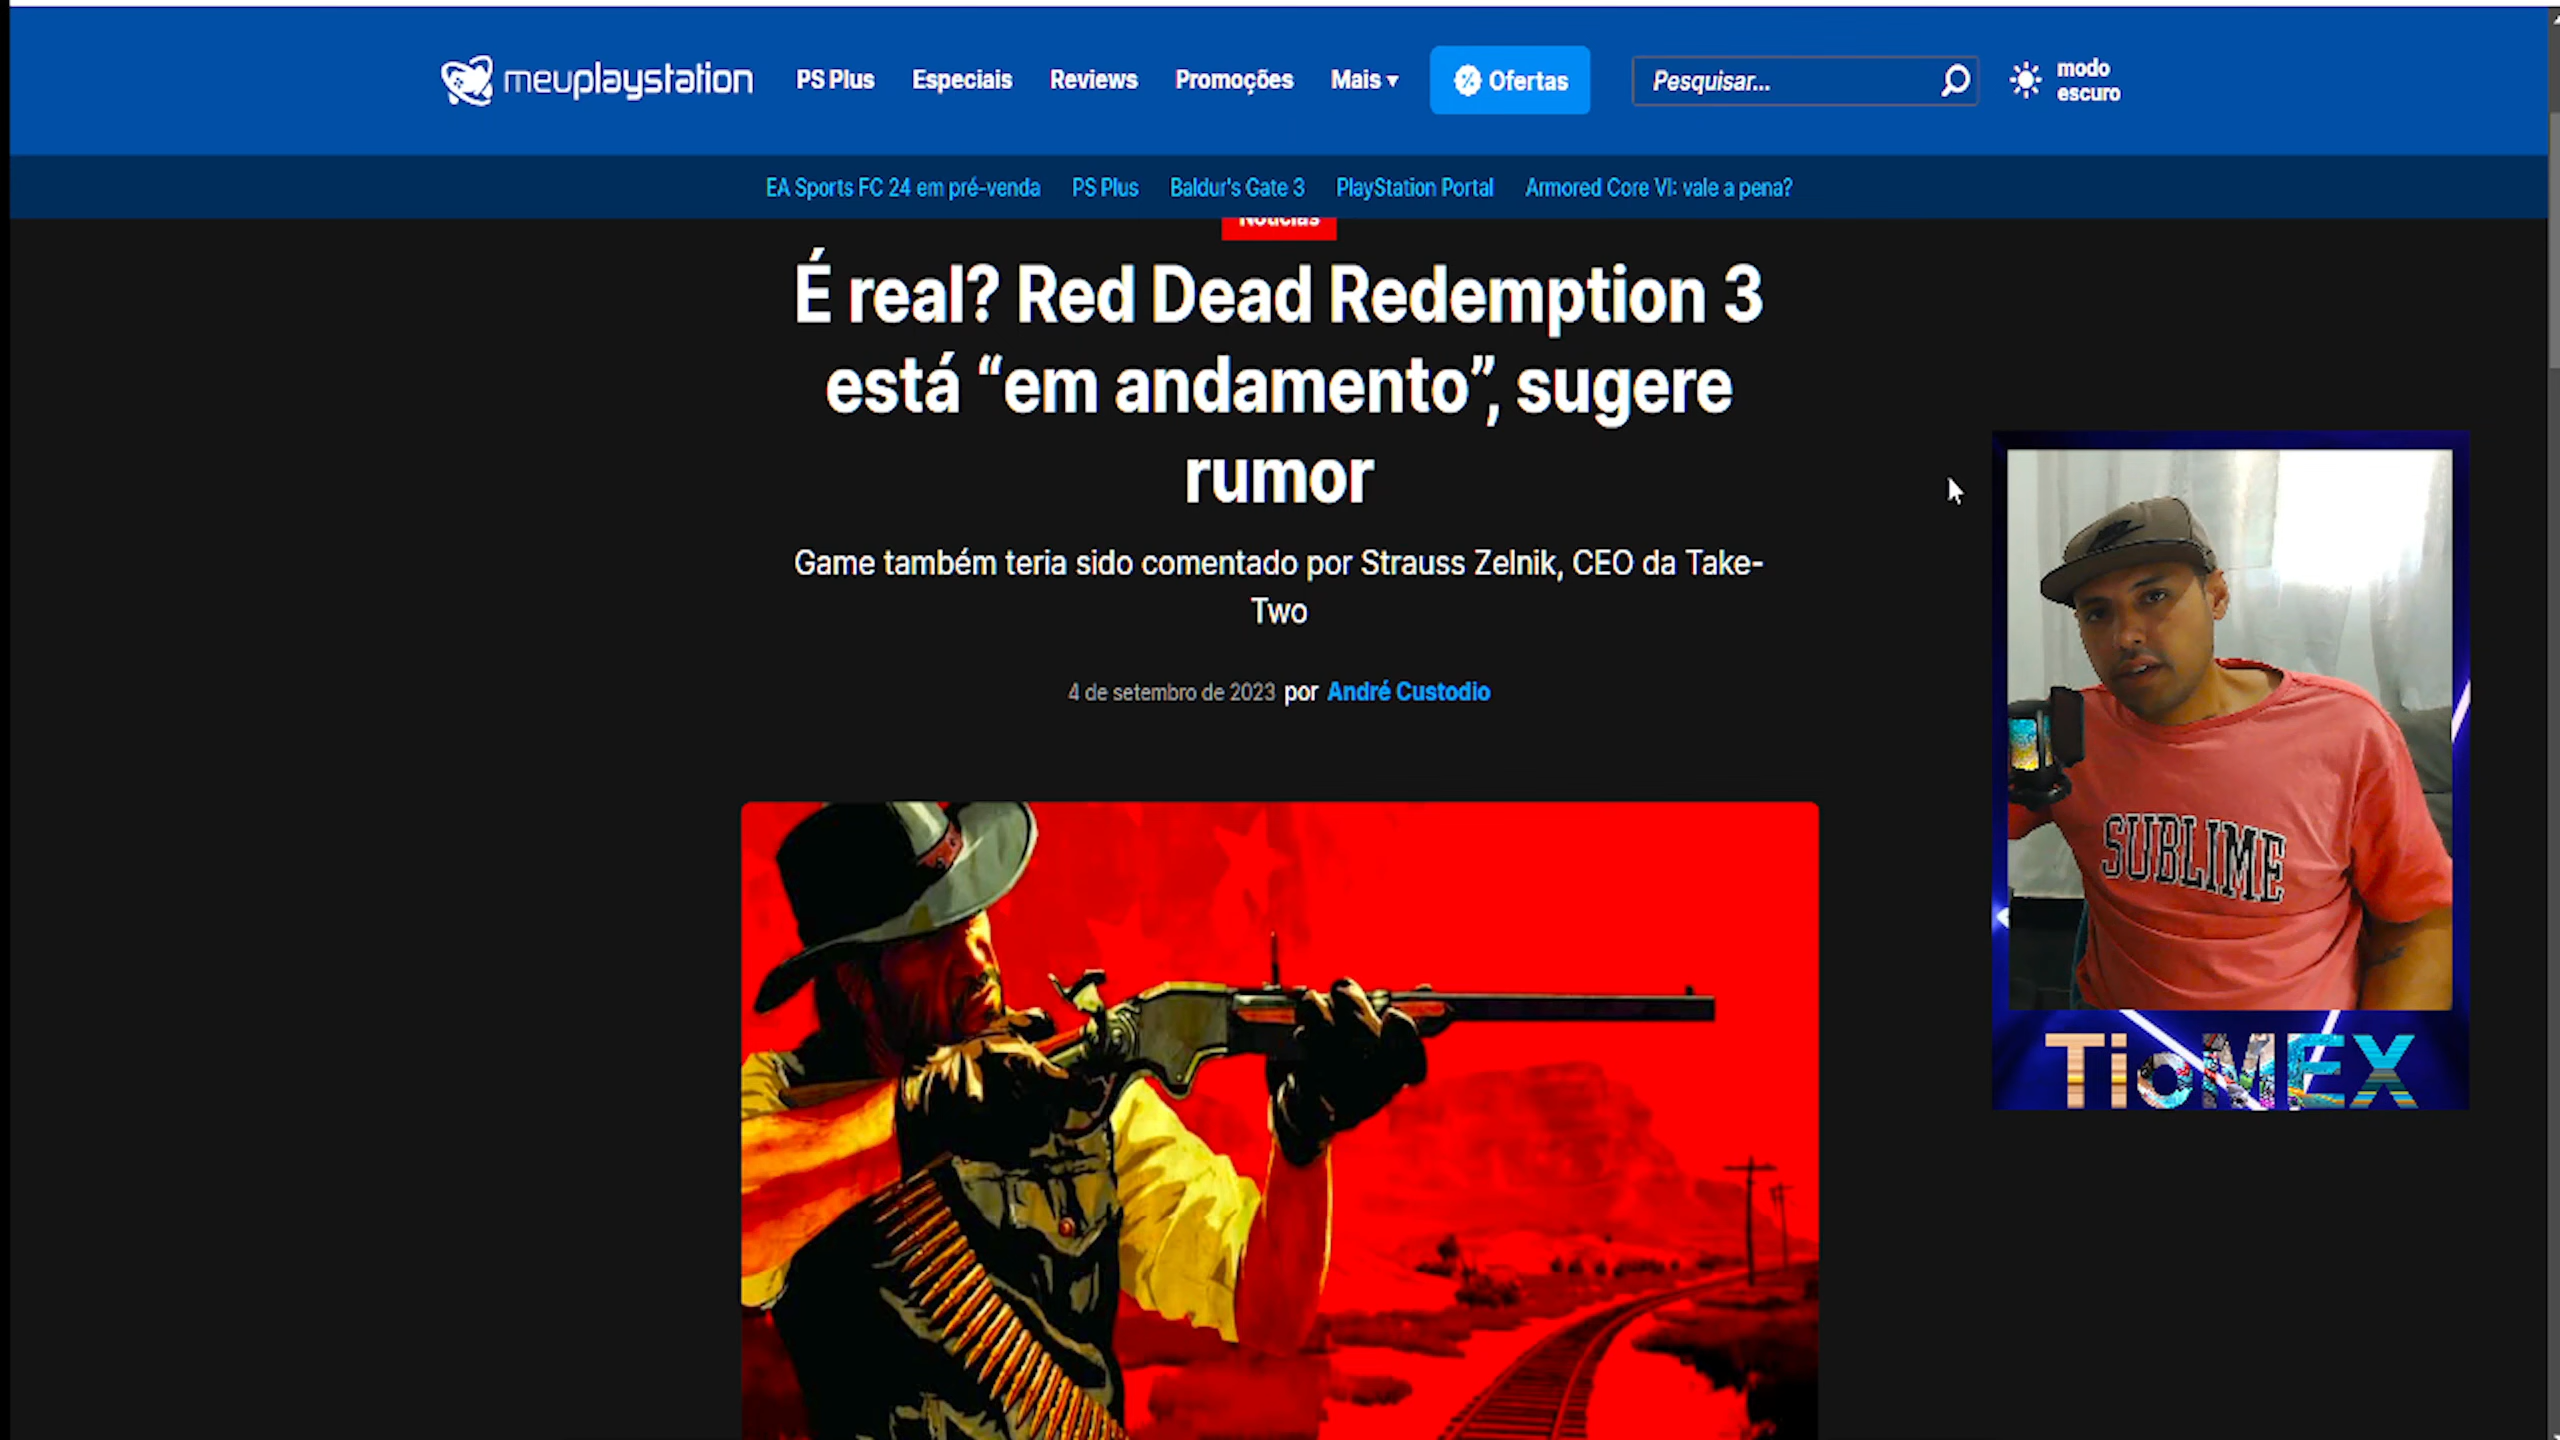 meuplaystation
PS Plus
Especiais
Reviews
Promoções
Mais ▾
Ofertas
Pesquisar...
modo
escuro
EA Sports FC 24 em pré-venda
PS Plus
Baldur's Gate 3
PlayStation Portal
Armored Core VI: vale a pena?
Notícias
É real? Red Dead Redemption 3
está “em andamento”, sugere
rumor
Game também teria sido comentado por Strauss Zelnik, CEO da Take-
Two
4 de setembro de 2023 por André Custodio
SUBLIME
TioMEX